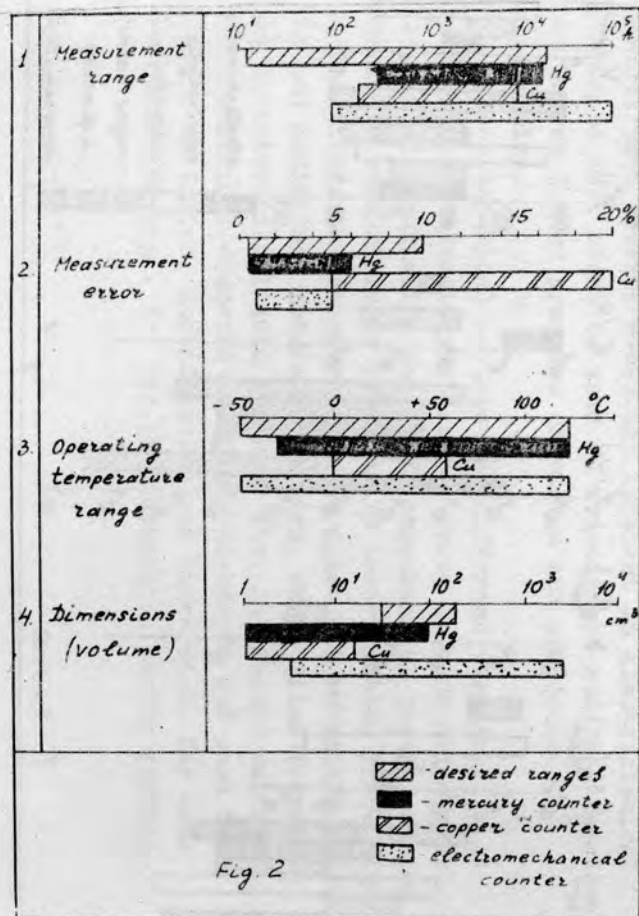 10¹ 10² 10³ 10⁴ 10⁵ h
1 Measurement
range
Hg
Cu
0 5 10 15 20%
2. Measurement
error
Hg
Cu
- 50 0 + 50 100 °C
3. Operating
temperature
range
Hg
Cu
1 10¹ 10² 10³ 10⁴
cm³
4. Dimensions
(volume)
Hg
Cu
- desired ranges
- mercury counter
- copper counter
- electromechanical
counter
Fig. 2